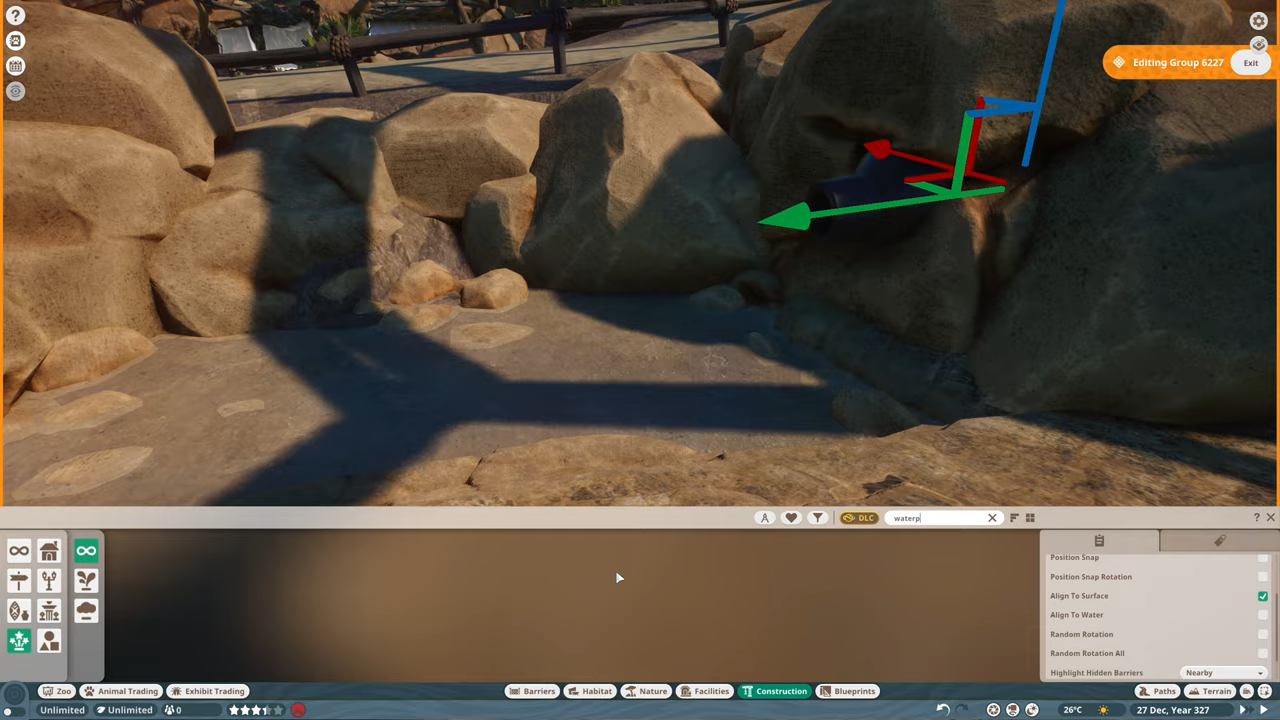 Editing Group 6227
Exit
DLC
waterp
Position Snap
Position Snap Rotation
Align To Surface
Align To Water
Random Rotation
Random Rotation All
Highlight Hidden Barriers
Nearby
Zoo
Animal Trading
Exhibit Trading
Barriers
Habitat
Nature
Facilities
Construction
Blueprints
Paths
Terrain
Unlimited
Unlimited
0
26°C
27 Dec, Year 327